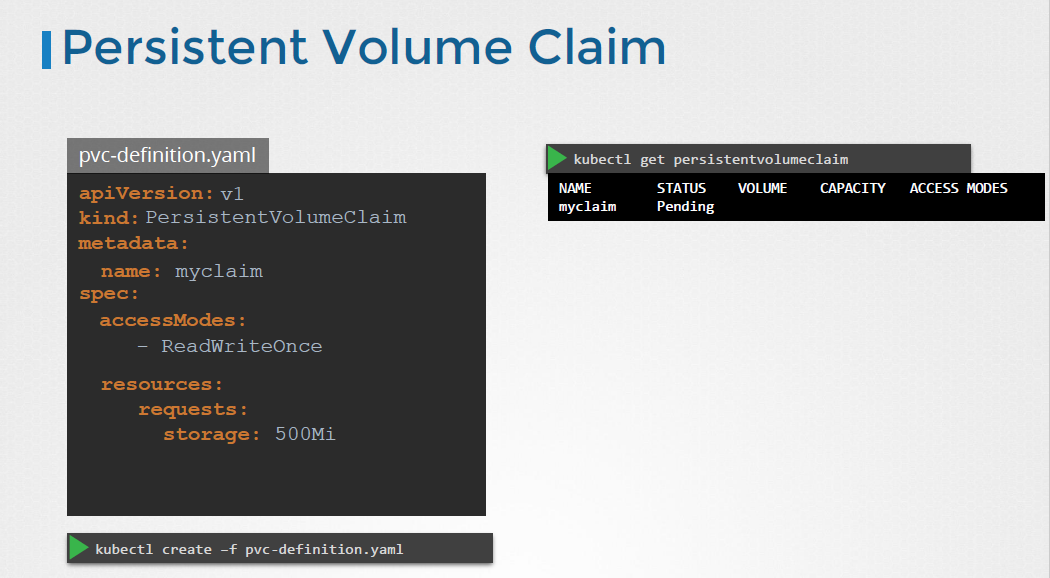 Persistent Volume Claim
pvc-definition.yaml
apiVersion: v1
kind: PersistentVolumeClaim
metadata:
  name: myclaim
spec:
  accessModes:
    - ReadWriteOnce
  resources:
    requests:
      storage: 500Mi
kubectl create –f pvc-definition.yaml
kubectl get persistentvolumeclaim
NAME STATUS VOLUME CAPACITY ACCESS MODES
myclaim Pending